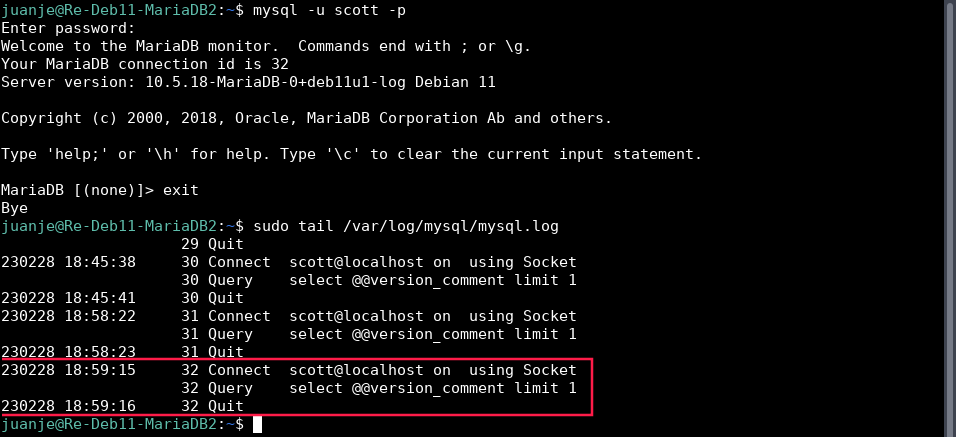 juanje@Re-Deb11-MariaDB2:~$ mysql -u scott -p
Enter password:
Welcome to the MariaDB monitor.  Commands end with ; or \g.
Your MariaDB connection id is 32
Server version: 10.5.18-MariaDB-0+deb11u1-log Debian 11

Copyright (c) 2000, 2018, Oracle, MariaDB Corporation Ab and others.

Type 'help;' or '\h' for help. Type '\c' to clear the current input statement.

MariaDB [(none)]> exit
Bye
juanje@Re-Deb11-MariaDB2:~$ sudo tail /var/log/mysql/mysql.log
                    29 Quit
230228 18:45:38     30 Connect  scott@localhost on  using Socket
                    30 Query    select @@version_comment limit 1
230228 18:45:41     30 Quit
230228 18:58:22     31 Connect  scott@localhost on  using Socket
                    31 Query    select @@version_comment limit 1
230228 18:58:23     31 Quit
230228 18:59:15     32 Connect  scott@localhost on  using Socket
                    32 Query    select @@version_comment limit 1
230228 18:59:16     32 Quit
juanje@Re-Deb11-MariaDB2:~$